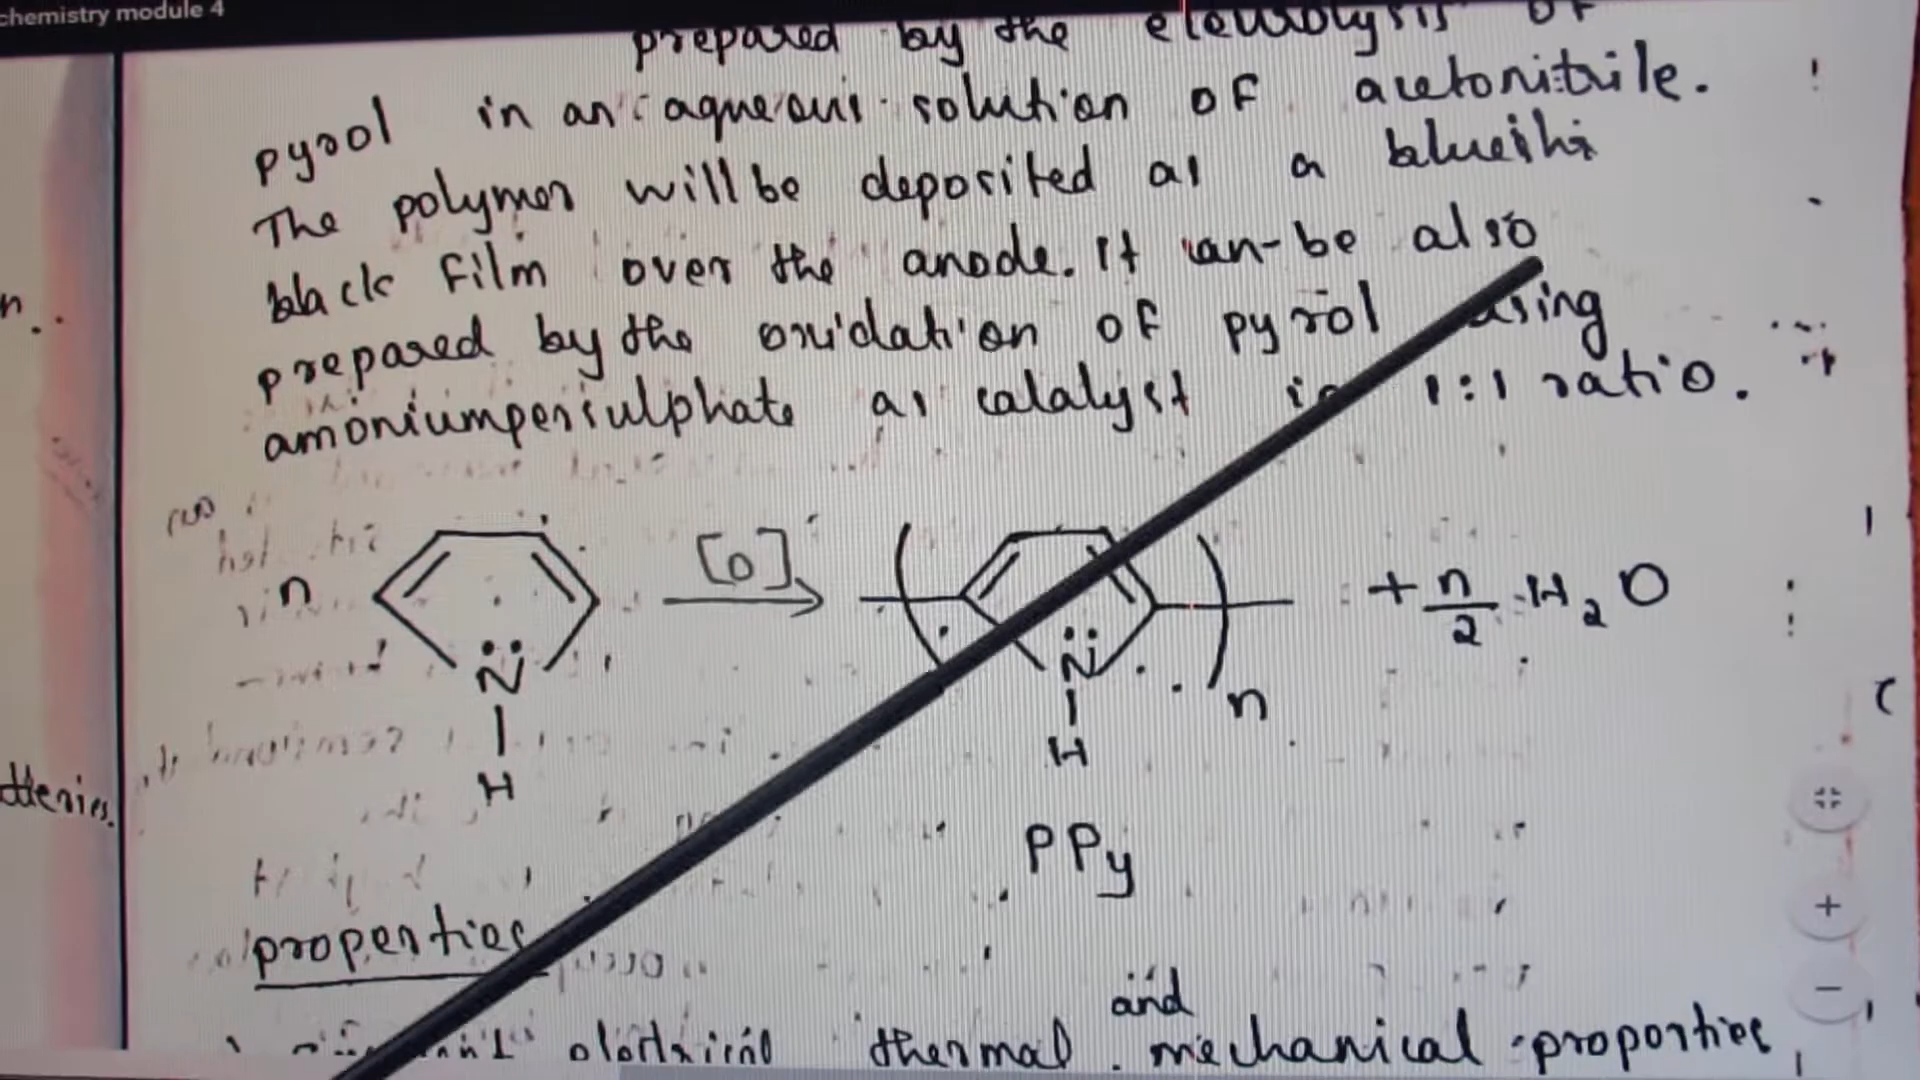 chemistry module 4
prepared by the electrolysis of
pyrol in an aqueous solution of acetonitrile.
The polymer will be deposited as a blueish
black film over the anode. It can be also
prepared by the oxidation of pyrol using
amoniumpersulphate as catalyst in 1:1 ratio.
n [O] n + n/2 H2O
N N
H H
PPy
properties
and
thermal mechanical properties
n..
tteries.